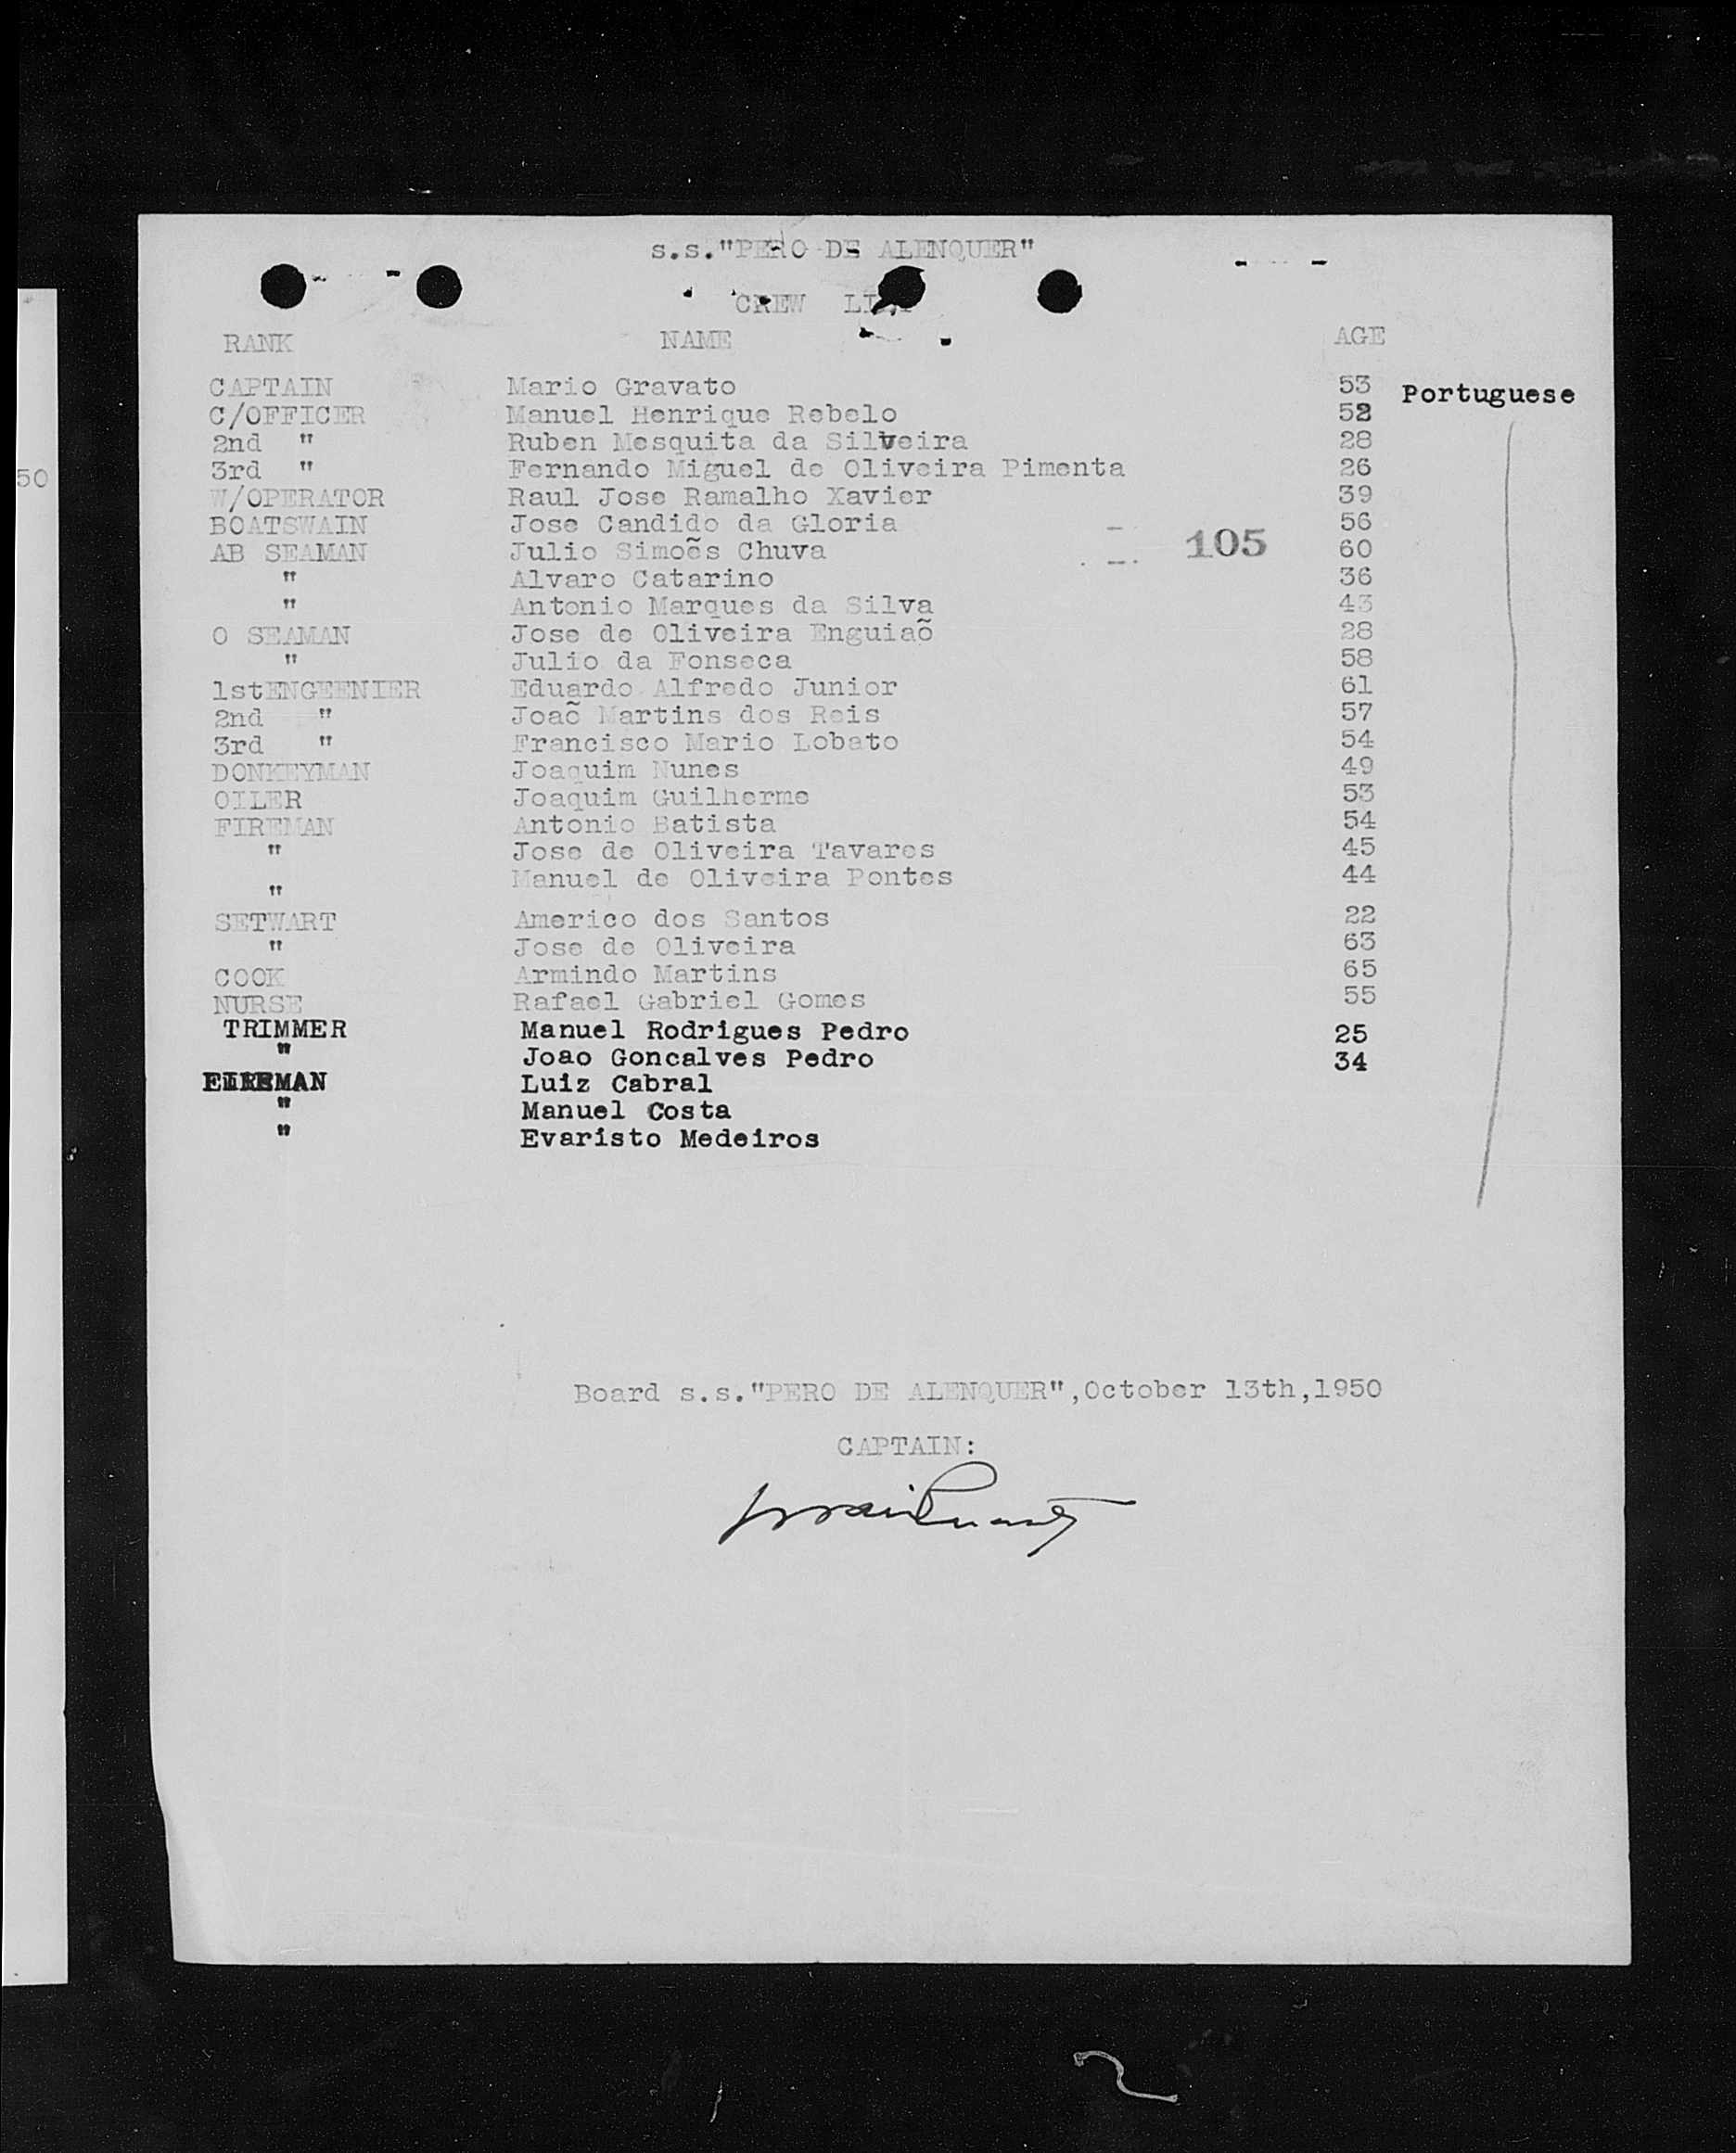 50
s.s."PERO DE ALENQUER"
CREW LIST
RANK NAME AGE
CAPTAIN Mario Gravato 53 Portuguese
C/OFFICER Manuel Henrique Rebelo 52
2nd " Ruben Mesquita da Silveira 28
3rd " Fernando Miguel de Oliveira Pimenta 26
W/OPERATOR Raul Jose Ramalho Xavier 39
BOATSWAIN Jose Candido da Gloria 56
AB SEAMAN Julio Simoẽs Chuva 105 60
" Alvaro Catarino 36
" Antonio Marques da Silva 43
O SEAMAN Jose de Oliveira Enguiaõ 28
" Julio da Fonseca 58
1stENGEENIER Eduardo Alfredo Junior 61
2nd " Joaõ Martins dos Reis 57
3rd " Francisco Mario Lobato 54
DONKEYMAN Joaquim Nunes 49
OILER Joaquim Guilherme 53
FIREMAN Antonio Batista 54
" Jose de Oliveira Tavares 45
" Manuel de Oliveira Pontes 44
SETWART Americo dos Santos 22
" Jose de Oliveira 63
COOK Armindo Martins 65
NURSE Rafael Gabriel Gomes 55
TRIMMER Manuel Rodrigues Pedro 25
" Joao Goncalves Pedro 34
FIREMAN Luiz Cabral
" Manuel Costa
" Evaristo Medeiros
Board s.s."PERO DE ALENQUER",October 13th,1950
CAPTAIN:
2